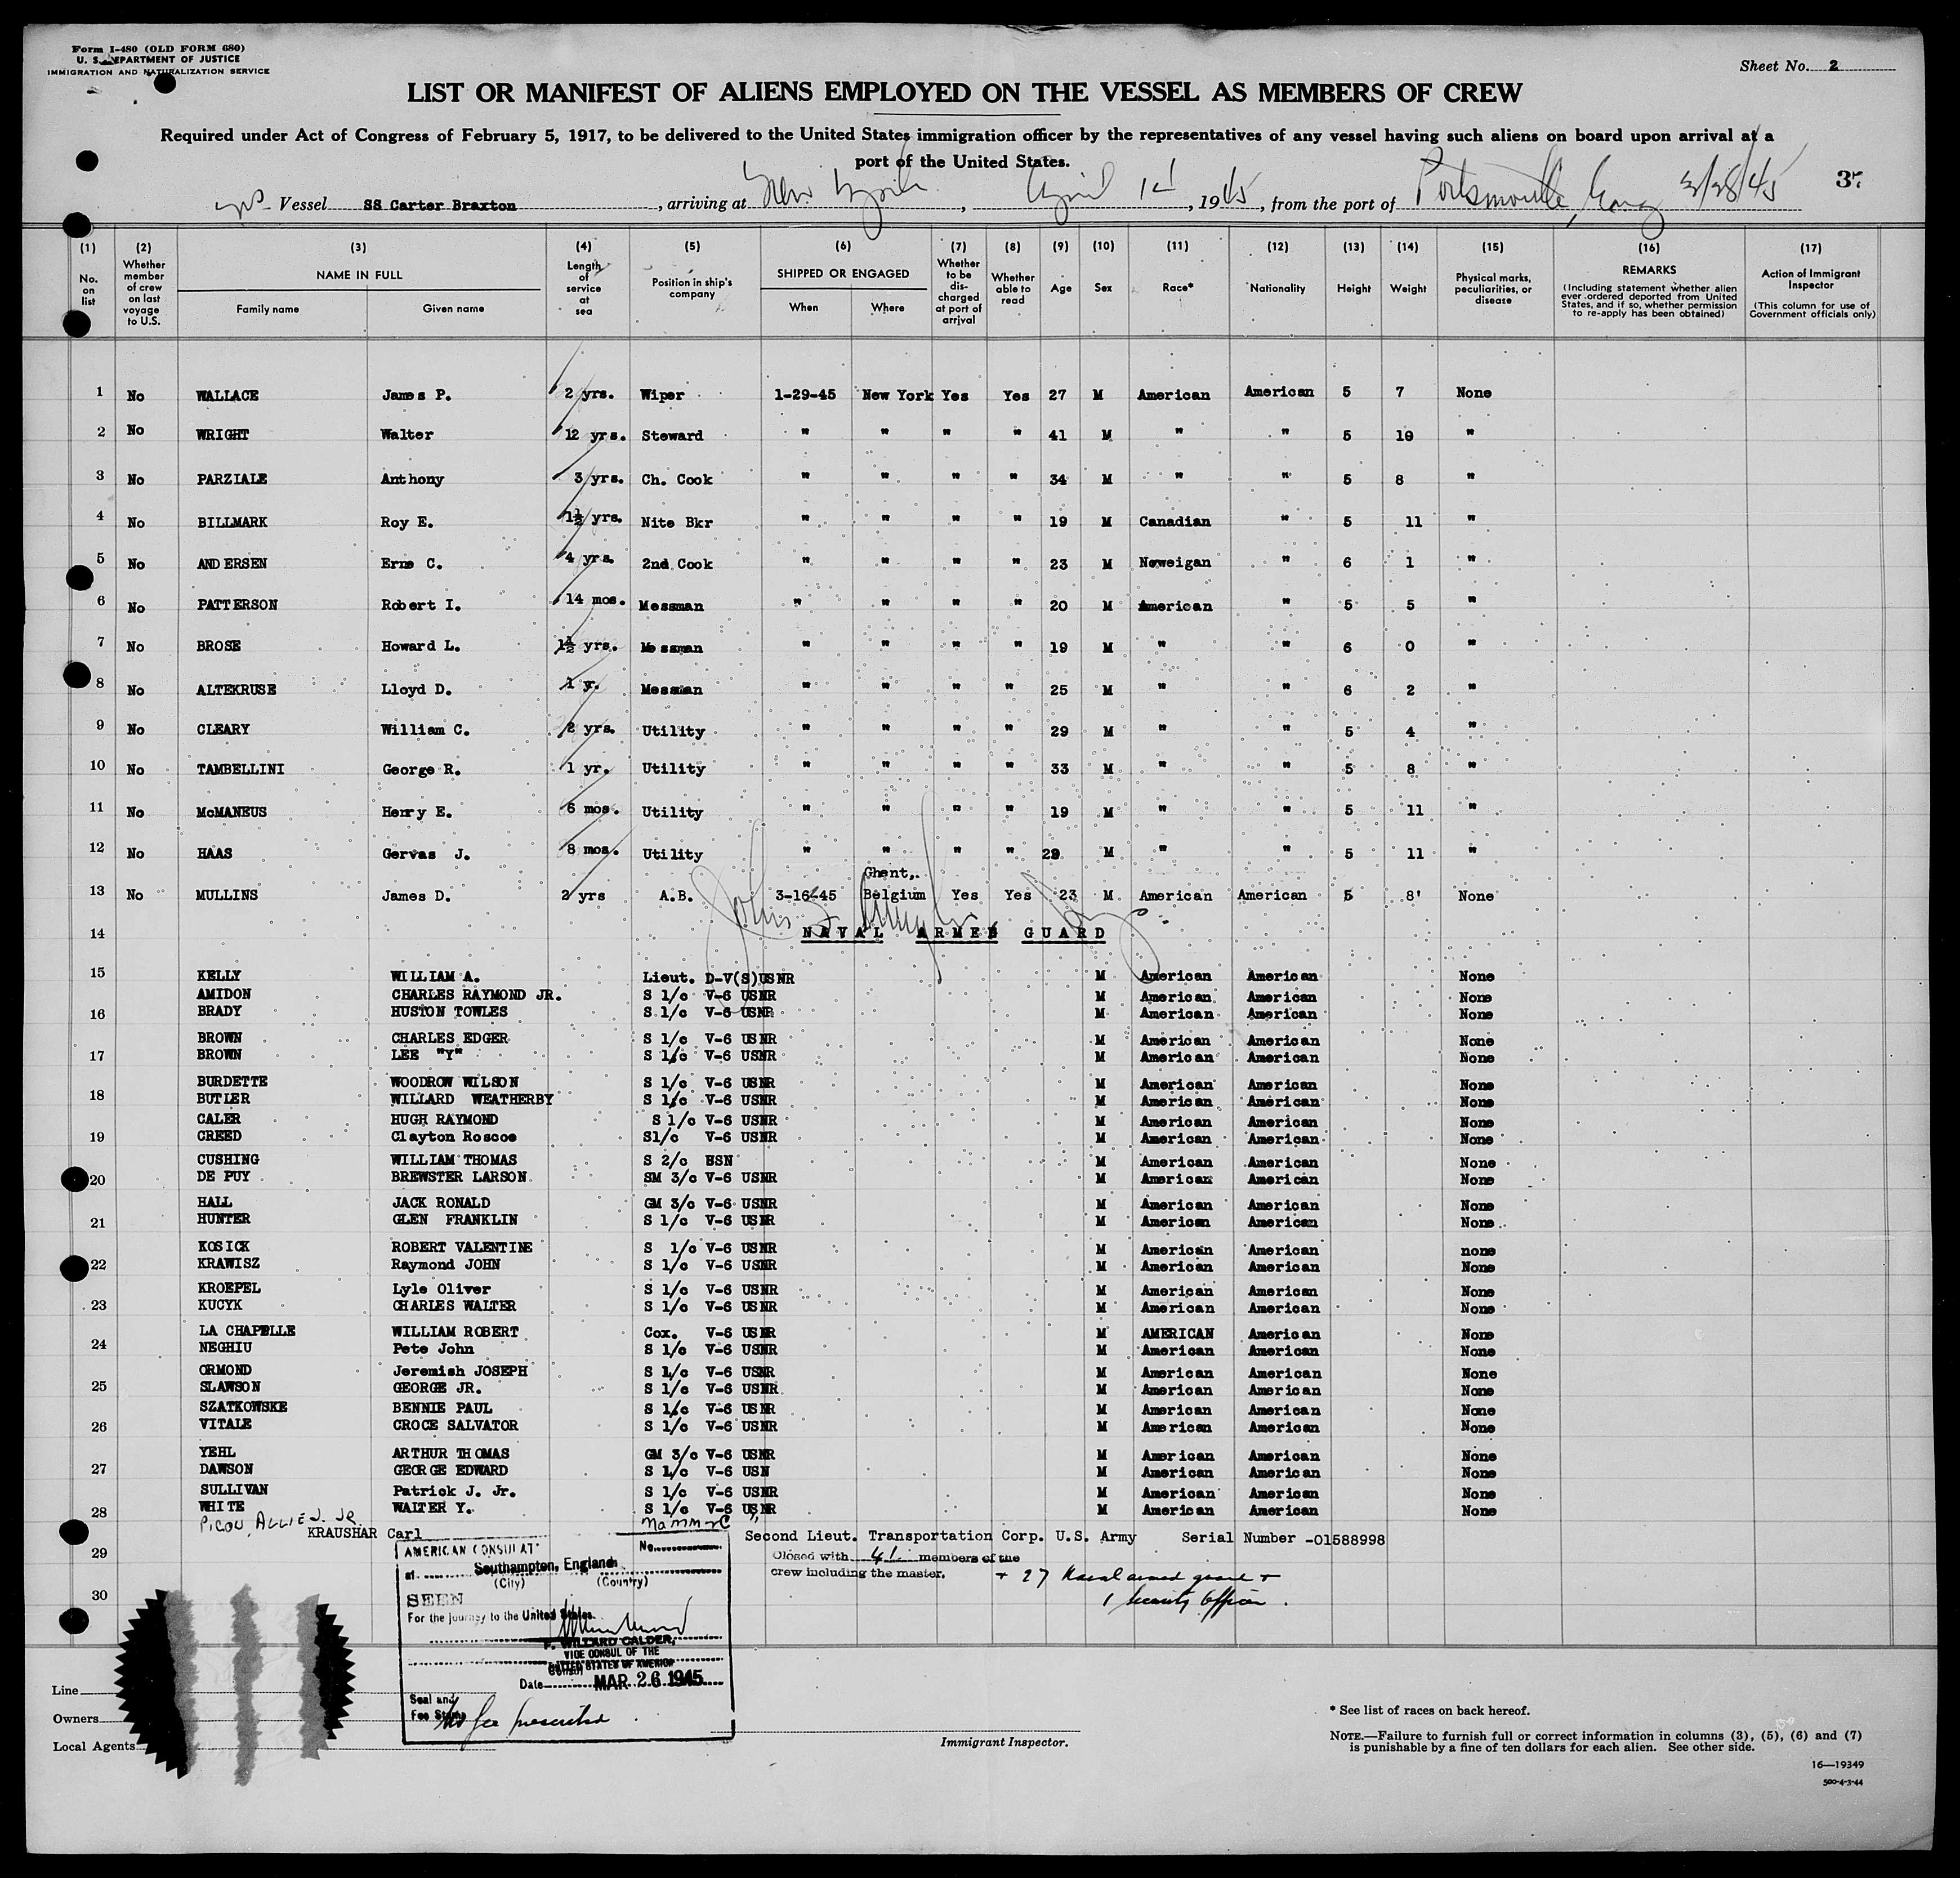 Form I-480 (OLD FORM 680)
U. S. DEPARTMENT OF JUSTICE
IMMIGRATION AND NATURALIZATION SERVICE
Sheet No. 2
LIST OR MANIFEST OF ALIENS EMPLOYED ON THE VESSEL AS MEMBERS OF CREW
Required under Act of Congress of February 5, 1917, to be delivered to the United States immigration officer by the representatives of any vessel having such aliens on board upon arrival at a
port of the United States.
Vessel SS Carter Braxton, arriving at New York, April 12, 1945, from the port of Portsmouth, Eng 3/28/45
37
(1) (2) (3) (4) (5) (6) (7) (8) (9) (10) (11) (12) (13) (14) (15) (16) (17)
No. on list
Whether member of crew on last voyage to U.S.
NAME IN FULL
Family name Given name
Length of service at sea
Position in ship's company
SHIPPED OR ENGAGED
When Where
Whether to be discharged at port of arrival
Whether able to read
Age
Sex
Race*
Nationality
Height
Weight
Physical marks, peculiarities, or disease
REMARKS
(Including statement whether alien ever ordered deported from United States, and if so, whether permission to re-apply has been obtained)
Action of Immigrant Inspector
(This column for use of Government officials only)
1 No WALLACE James P. 2 yrs. Wiper 1-29-45 New York Yes Yes 27 M American American 5 7 None
2 No WRIGHT Walter 12 yrs. Steward " " " " 41 M " " 5 10 "
3 No PARZIALE Anthony 3 yrs. Ch. Cook " " " " 34 M " " 5 8 "
4 No BILLMARK Roy E. 1½ yrs. Nite Bkr " " " " 19 M Canadian " 5 11 "
5 No ANDERSEN Erne C. 4 yrs. 2nd Cook " " " " 23 M Noweigan " 6 1 "
6 No PATTERSON Robert I. 14 mos. Messman " " " " 20 M American " 5 5 "
7 No BROSE Howard L. 1½ yrs. Messman " " " " 19 M " " 6 0 "
8 No ALTEKRUSE Lloyd D. 1 yr. Messman " " " " 25 M " " 6 2 "
9 No CLEARY William C. 2 yrs. Utility " " " " 29 M " " 5 4 "
10 No TAMBELLINI George R. 1 yr. Utility " " " " 33 M " " 5 8 "
11 No McMANEUS Henry E. 6 mos. Utility " " " " 19 M " " 5 11 "
12 No HAAS Gervas J. 8 mos. Utility " " " " 29 M " " 5 11 "
13 No MULLINS James D. 2 yrs A.B. 3-16-45 Ghent, Belgium Yes Yes 23 M American American 5 8' None
14 NAVAL ARMED GUARD
15 KELLY WILLIAM A. Lieut. D-V(S)USNR M American American None
AMIDON CHARLES RAYMOND JR. S 1/c V-6 USNR M American American None
16 BRADY HUSTON TOWLES S 1/c V-6 USNR M American American None
BROWN CHARLES EDGER S 1/c V-6 USNR M American American None
17 BROWN LEE "Y" S 1/c V-6 USNR M American American None
BURDETTE WOODROW WILSON S 1/c V-6 USNR M American American None
18 BUTLER WILLARD WEATHERBY S 1/c V-6 USNR M American American None
CALER HUGH RAYMOND S 1/c V-6 USNR M American American None
19 CREED Clayton Roscoe S1/c V-6 USNR M American American None
CUSHING WILLIAM THOMAS S 2/c BSN M American American None
20 DE PUY BREWSTER LARSON SM 3/c V-6 USNR M American American None
HALL JACK RONALD GM 3/c V-6 USNR M American American None
21 HUNTER GLEN FRANKLIN S 1/c V-6 USNR M American American None
KOSICK ROBERT VALENTINE S 1/c V-6 USNR M American American none
22 KRAWISZ Raymond JOHN S 1/c V-6 USNR M American American None
KROEPEL Lyle Oliver S 1/c V-6 USNR M American American None
23 KUCYK CHARLES WALTER S 1/c V-6 USNR M American American None
LA CHAPELLE WILLIAM ROBERT Cox. V-6 USNR M AMERICAN American None
24 NEGHIU Pete John S 1/c V-6 USNR M American American None
ORMOND Jeremish JOSEPH S 1/c V-6 USNR M American American None
25 SLAWSON GEORGE JR. S 1/c V-6 USNR M American American None
SZATKOWSKE BENNIE PAUL S 1/c V-6 USNR M American American None
26 VITALE CROCE SALVATOR S 1/c V-6 USNR M American American None
YEHL ARTHUR THOMAS GM 3/c V-6 USNR M American American None
27 DAWSON GEORGE EDWARD S 1/c V-6 USN M American American None
SULLIVAN Patrick J. Jr. S 1/c V-6 USNR M American American None
28 WHITE WALTER Y. S 1/c V-6 USNR M American American None
PICOU, ALLIE J. JR.
KRAUSHAR Carl Second Lieut. Transportation Corp. U.S. Army Serial Number -01588998
29
30
Closed with 41 members of the
crew including the master. + 27 Naval armed guard +
1 Security Officer.
AMERICAN CONSULATE No.
at Southampton, England
(City) (Country)
SEEN
For the journey to the United States.
F. WILLARD CALDER,
VICE CONSUL OF THE
UNITED STATES OF AMERICA
Consul
Date MAR 26 1945
Seal and
Fee Stamp
No fee prescribed
Line
Owners
Local Agents
Immigrant Inspector.
* See list of races on back hereof.
NOTE.—Failure to furnish full or correct information in columns (3), (5), (6) and (7)
is punishable by a fine of ten dollars for each alien. See other side.
16—19349
500-4-3-44